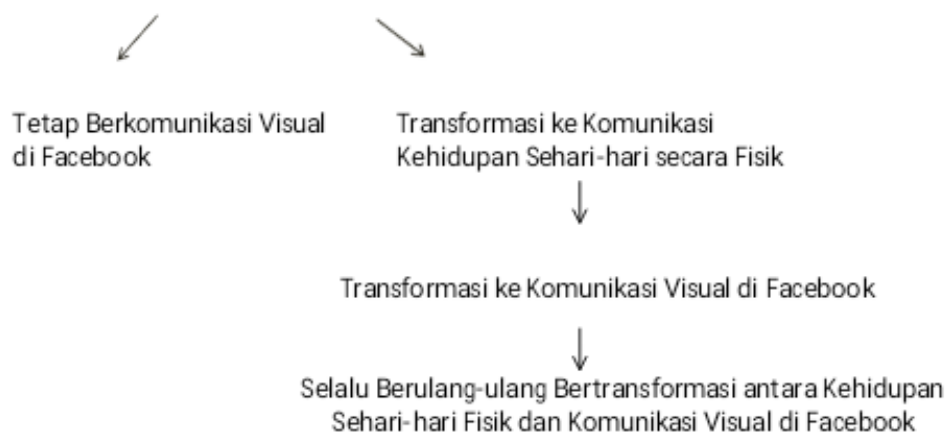 Tetap Berkomunikasi Visual
di Facebook
Transformasi ke Komunikasi
Kehidupan Sehari-hari secara Fisik
Transformasi ke Komunikasi Visual di Facebook
Selalu Berulang-ulang Bertransformasi antara Kehidupan
Sehari-hari Fisik dan Komunikasi Visual di Facebook